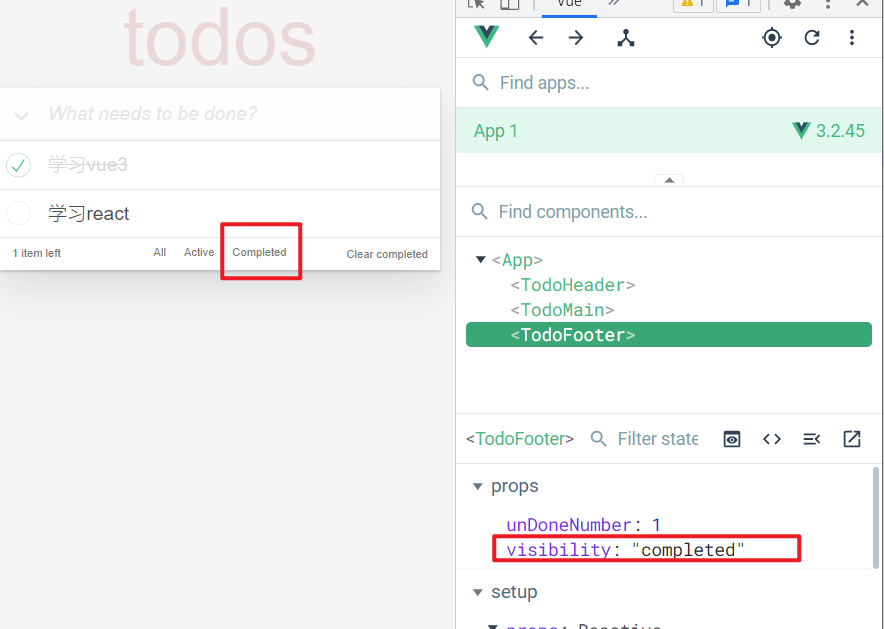 Vue
1
1
todos
What needs to be done?
学习vue3
学习react
1 item left
All
Active
Completed
Clear completed
Find apps...
App 1
3.2.45
Find components...
<App>
<TodoHeader>
<TodoMain>
<TodoFooter>
<TodoFooter>
Filter state
props
unDoneNumber: 1
visibility: "completed"
setup
props: Reactive